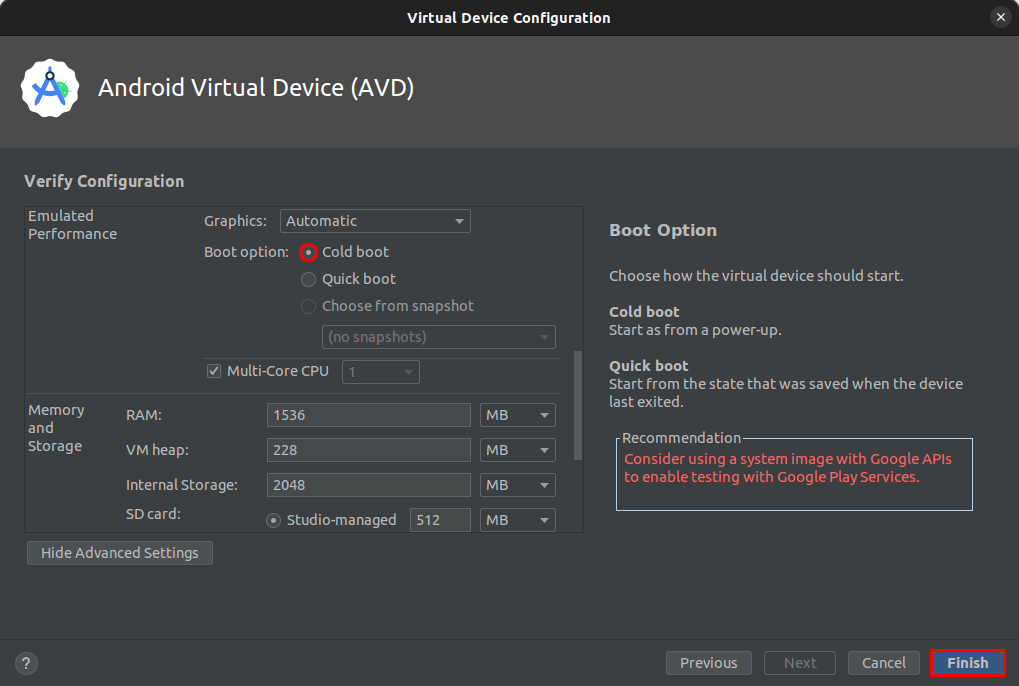 Virtual Device Configuration
Android Virtual Device (AVD)
Verify Configuration
Emulated
Performance
Graphics: Automatic
Boot option: Cold boot
Quick boot
Choose from snapshot
(no snapshots)
Multi-Core CPU 1
Memory
and
Storage
RAM: 1536 MB
VM heap: 228 MB
Internal Storage: 2048 MB
SD card:
Studio-managed 512 MB
Hide Advanced Settings
Boot Option
Choose how the virtual device should start.
Cold boot
Start as from a power-up.
Quick boot
Start from the state that was saved when the device
last exited.
Recommendation
Consider using a system image with Google APIs
to enable testing with Google Play Services.
? Previous Next Cancel Finish